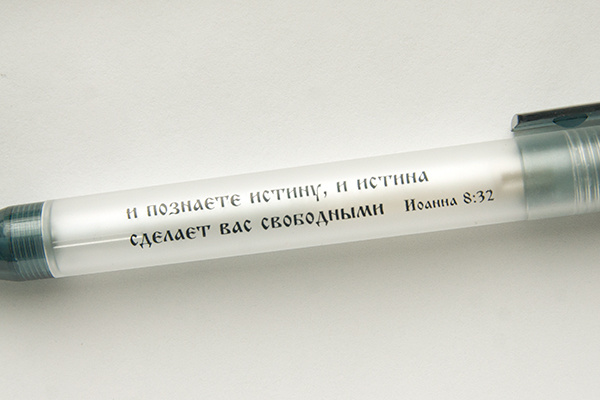 и познаете истину, и истина
сделает вас свободными Иоанна 8:32